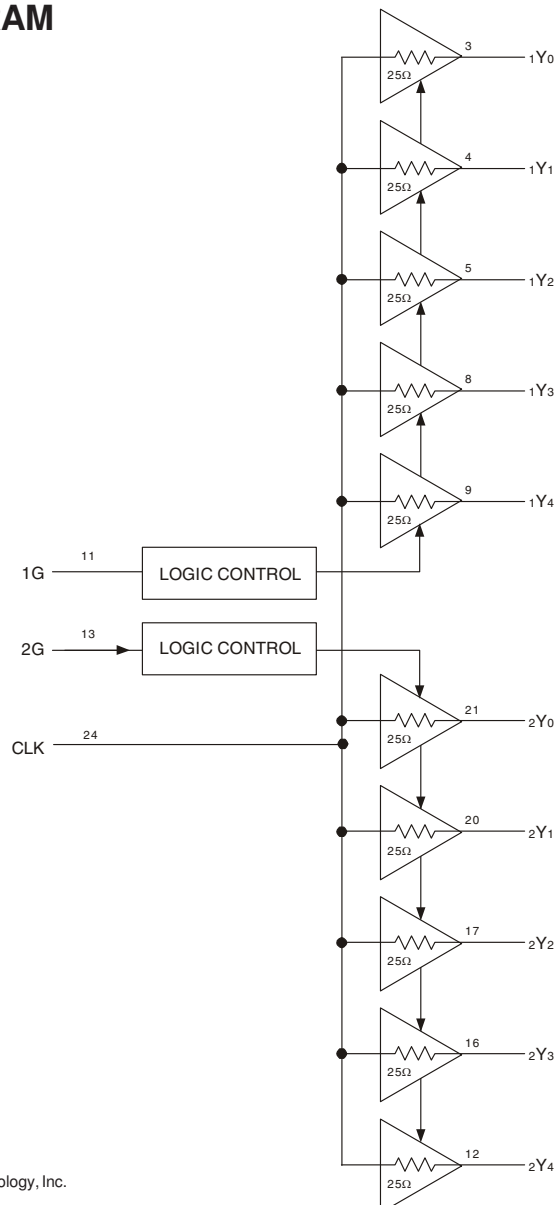 AM
3
1Y0
25Ω
4
1Y1
25Ω
5
1Y2
25Ω
8
1Y3
25Ω
9
1Y4
25Ω
11
1G
LOGIC CONTROL
13
2G
LOGIC CONTROL
21
2Y0
25Ω
24
CLK
20
2Y1
25Ω
17
2Y2
25Ω
16
2Y3
25Ω
12
2Y4
25Ω
ology, Inc.